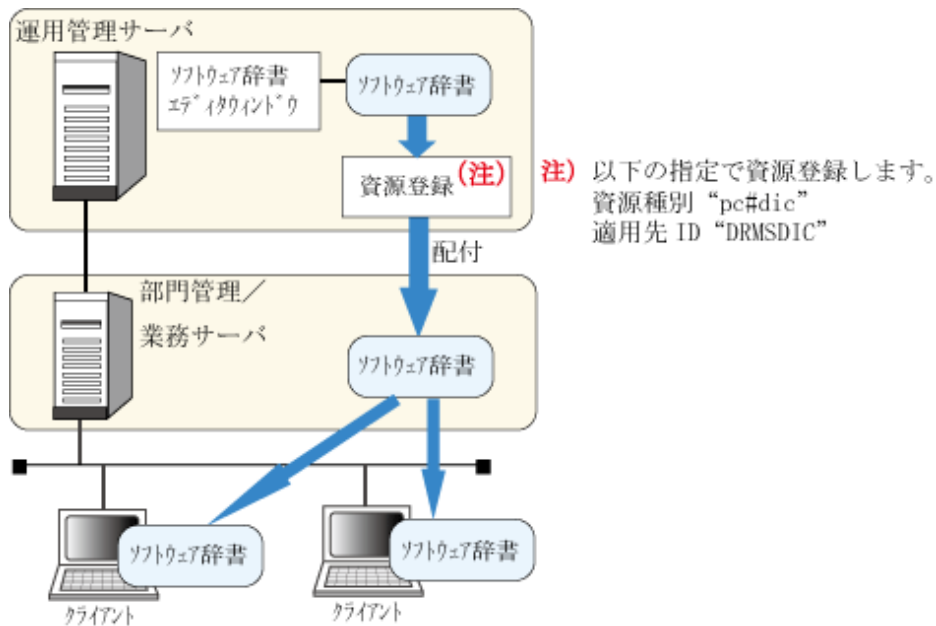 運用管理サーバ
ｿﾌﾄｳｪｱ辞書
ｴﾃﾞｨﾀｳｨﾝﾄﾞｳ
ｿﾌﾄｳｪｱ辞書
資源登録(注)
注) 以下の指定で資源登録します。
資源種別“pc#dic”
適用先 ID“DRMSDIC”
配付
部門管理／
業務サーバ
ｿﾌﾄｳｪｱ辞書
ｿﾌﾄｳｪｱ辞書
ｿﾌﾄｳｪｱ辞書
ｸﾗｲｱﾝﾄ
ｸﾗｲｱﾝﾄ